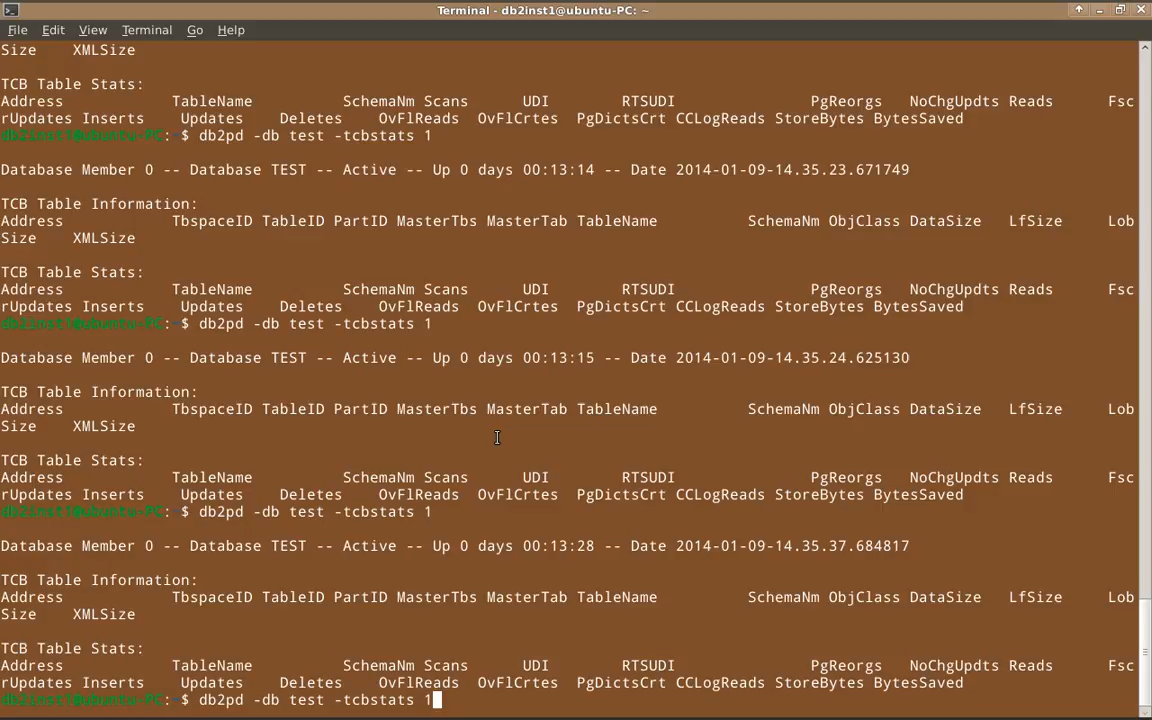 Terminal - db2inst1@ubuntu-PC: ~
File Edit View Terminal Go Help
Size XMLSize
TCB Table Stats:
Address TableName SchemaNm Scans UDI RTSUDI PgReorgs NoChgUpdts Reads Fsc
rUpdates Inserts Updates Deletes OvFlReads OvFlCrtes PgDictsCrt CCLogReads StoreBytes BytesSaved
db2inst1@ubuntu-PC:~$ db2pd -db test -tcbstats 1
Database Member 0 -- Database TEST -- Active -- Up 0 days 00:13:14 -- Date 2014-01-09-14.35.23.671749
TCB Table Information:
Address TbspaceID TableID PartID MasterTbs MasterTab TableName SchemaNm ObjClass DataSize LfSize Lob
Size XMLSize
TCB Table Stats:
Address TableName SchemaNm Scans UDI RTSUDI PgReorgs NoChgUpdts Reads Fsc
rUpdates Inserts Updates Deletes OvFlReads OvFlCrtes PgDictsCrt CCLogReads StoreBytes BytesSaved
db2inst1@ubuntu-PC:~$ db2pd -db test -tcbstats 1
Database Member 0 -- Database TEST -- Active -- Up 0 days 00:13:15 -- Date 2014-01-09-14.35.24.625130
TCB Table Information:
Address TbspaceID TableID PartID MasterTbs MasterTab TableName SchemaNm ObjClass DataSize LfSize Lob
Size XMLSize
TCB Table Stats:
Address TableName SchemaNm Scans UDI RTSUDI PgReorgs NoChgUpdts Reads Fsc
rUpdates Inserts Updates Deletes OvFlReads OvFlCrtes PgDictsCrt CCLogReads StoreBytes BytesSaved
db2inst1@ubuntu-PC:~$ db2pd -db test -tcbstats 1
Database Member 0 -- Database TEST -- Active -- Up 0 days 00:13:28 -- Date 2014-01-09-14.35.37.684817
TCB Table Information:
Address TbspaceID TableID PartID MasterTbs MasterTab TableName SchemaNm ObjClass DataSize LfSize Lob
Size XMLSize
TCB Table Stats:
Address TableName SchemaNm Scans UDI RTSUDI PgReorgs NoChgUpdts Reads Fsc
rUpdates Inserts Updates Deletes OvFlReads OvFlCrtes PgDictsCrt CCLogReads StoreBytes BytesSaved
db2inst1@ubuntu-PC:~$ db2pd -db test -tcbstats 1